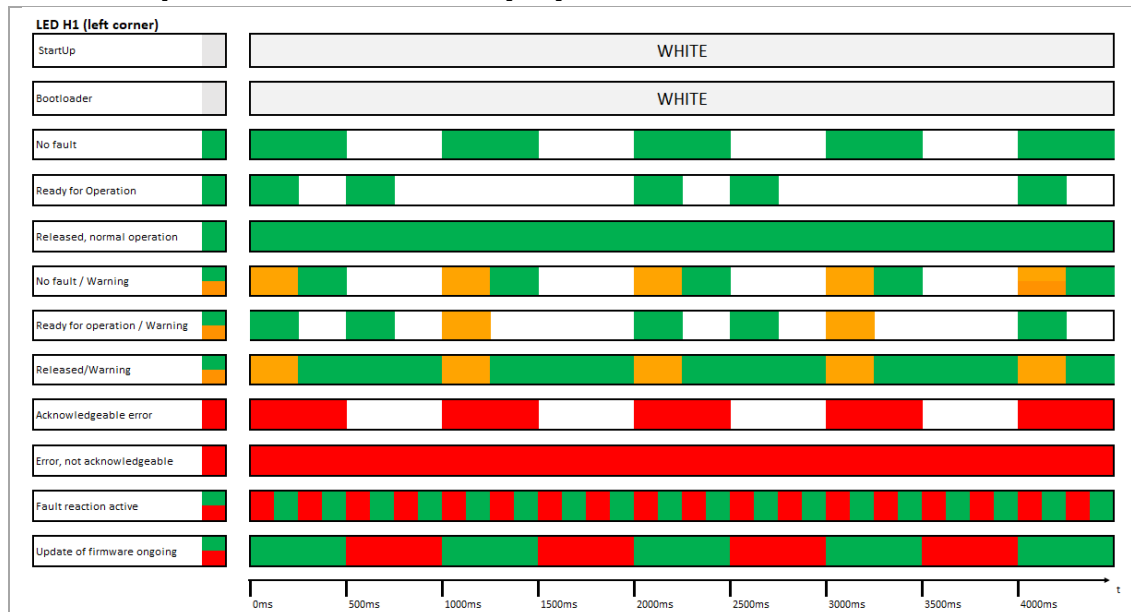 LED H1 (left corner)
StartUp
WHITE
Bootloader
WHITE
No fault
Ready for Operation
Released, normal operation
No fault / Warning
Ready for operation / Warning
Released/Warning
Acknowledgeable error
Error, not acknowledgeable
Fault reaction active
Update of firmware ongoing
t
0ms 500ms 1000ms 1500ms 2000ms 2500ms 3000ms 3500ms 4000ms